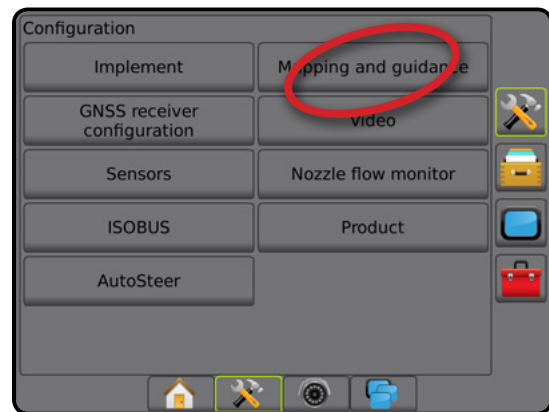 Configuration
Implement
Mapping and guidance
GNSS receiver
configuration
Video
Sensors
Nozzle flow monitor
ISOBUS
Product
AutoSteer